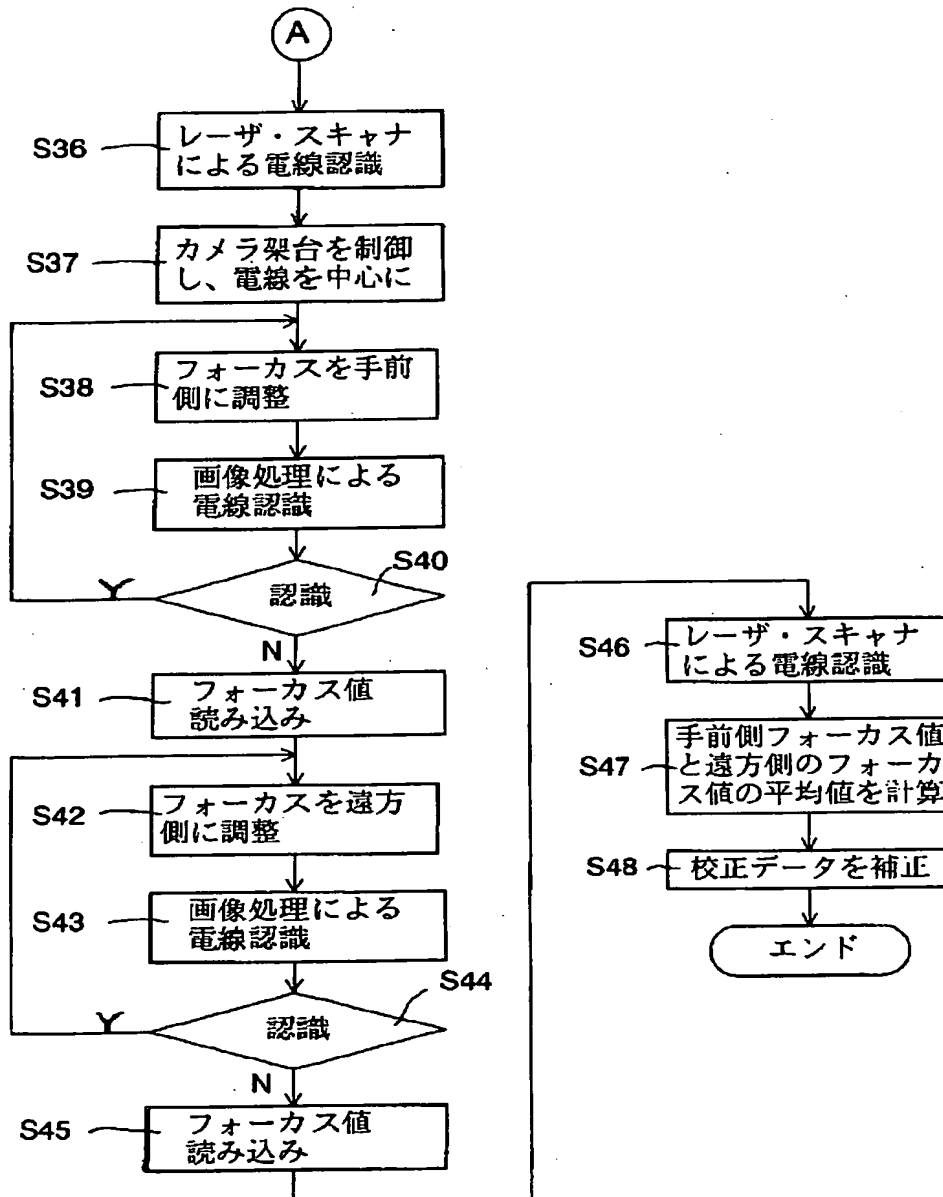 A
S36
レーザ・スキャナ
による電線認識
S37
カメラ架台を制御
し、電線を中心に
S38
フォーカスを手前
側に調整
S39
画像処理による
電線認識
S40
認識
Y
N
S41
フォーカス値
読み込み
S42
フォーカスを遠方
側に調整
S43
画像処理による
電線認識
S44
認識
Y
N
S45
フォーカス値
読み込み
S46
レーザ・スキャナ
による電線認識
S47
手前側フォーカス値
と遠方側のフォーカ
ス値の平均値を計算
S48
校正データを補正
エンド